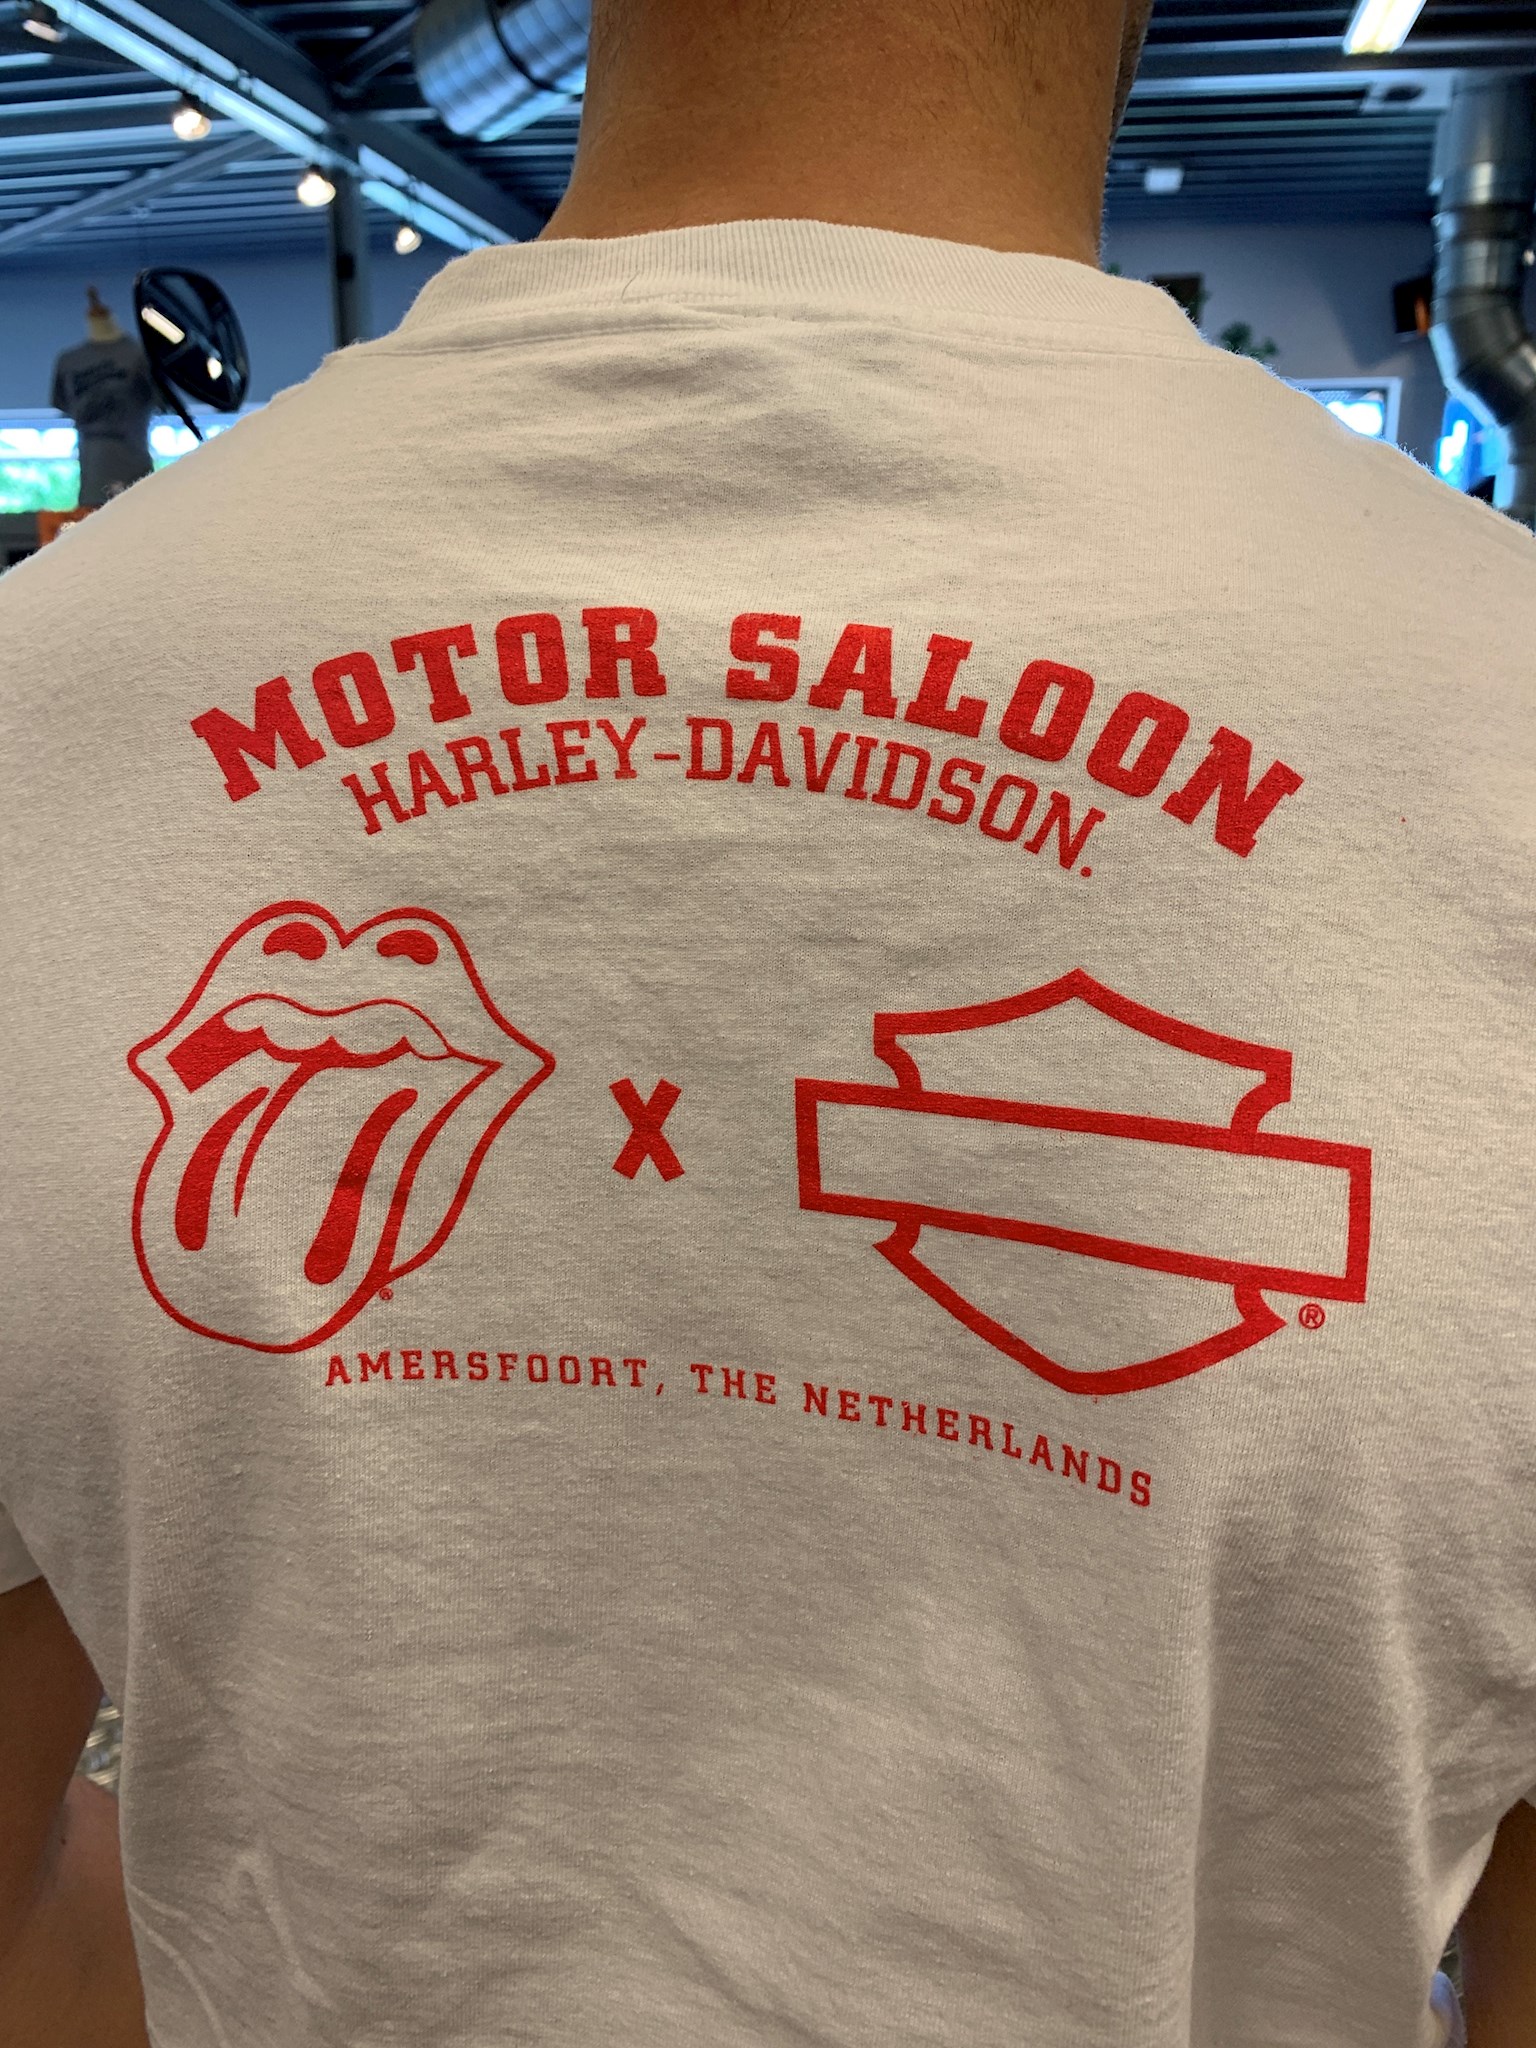 MOTOR SALOON
HARLEY-DAVIDSON.
X
®
®
AMERSFOORT, THE NETHERLANDS